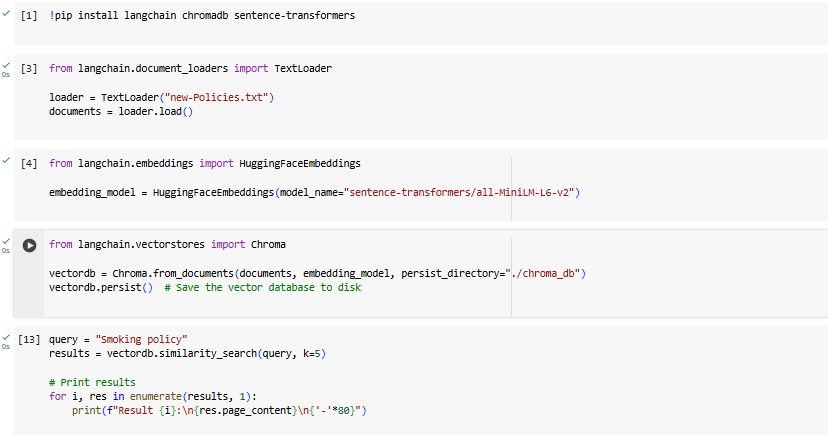 [1] !pip install langchain chromadb sentence-transformers
0s
[3] from langchain.document_loaders import TextLoader
loader = TextLoader("new-Policies.txt")
documents = loader.load()
[4] from langchain.embeddings import HuggingFaceEmbeddings
embedding_model = HuggingFaceEmbeddings(model_name="sentence-transformers/all-MiniLM-L6-v2")
0s
from langchain.vectorstores import Chroma
vectordb = Chroma.from_documents(documents, embedding_model, persist_directory="./chroma_db")
vectordb.persist()  # Save the vector database to disk
0s
[13] query = "Smoking policy"
results = vectordb.similarity_search(query, k=5)
# Print results
for i, res in enumerate(results, 1):
    print(f"Result {i}:\n{res.page_content}\n{'-'*80}")